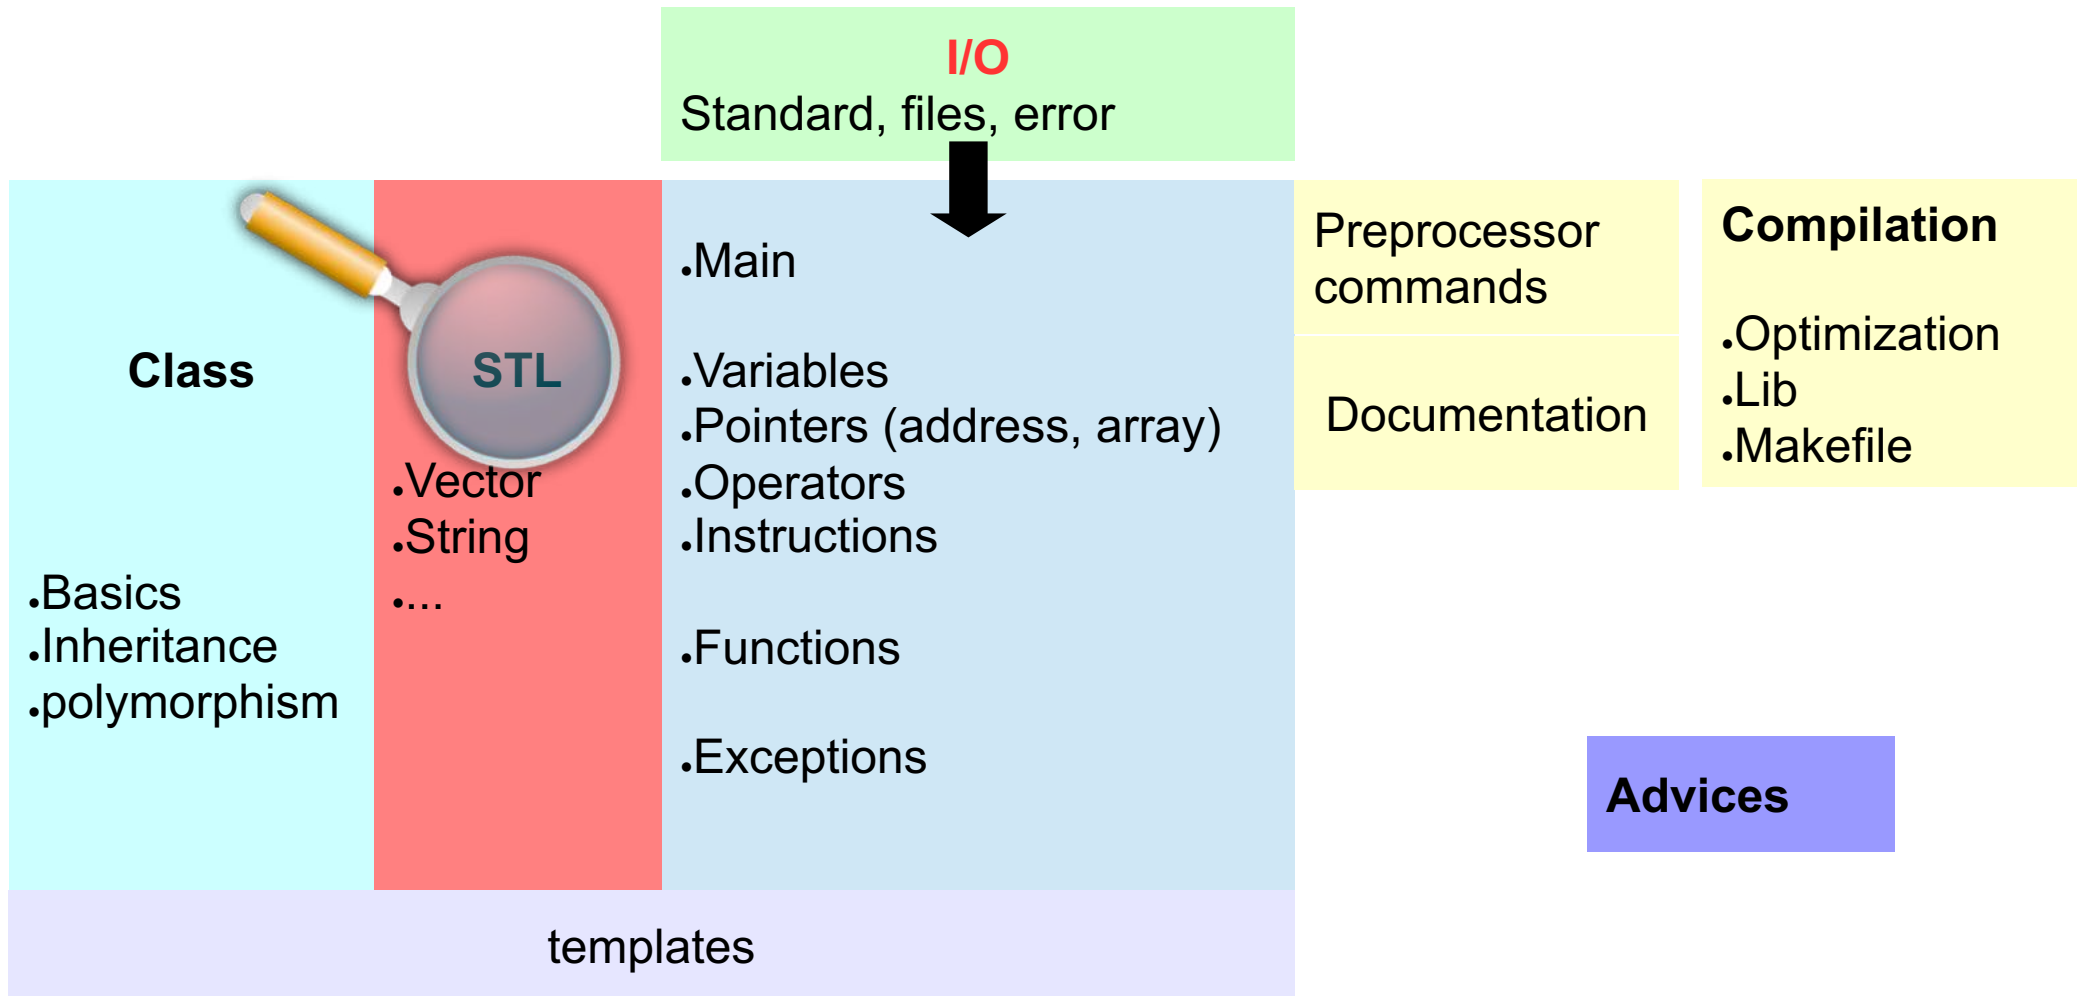 I/O
Standard, files, error
Class
●Basics
●Inheritance
●polymorphism
STL
●Vector
●String
●...
●Main
●Variables
●Pointers (address, array)
●Operators
●Instructions
●Functions
●Exceptions
Preprocessor
commands
Documentation
Compilation
●Optimization
●Lib
●Makefile
Advices
templates